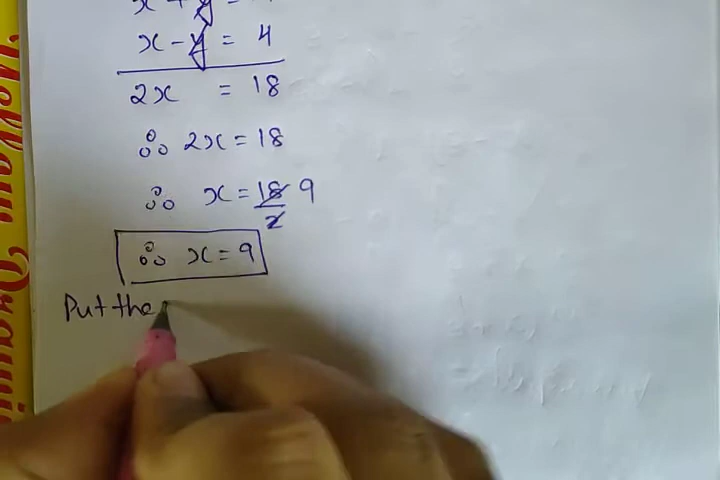 x - y = 4
2x = 18
∴ 2x = 18
∴ x = 18/2 9
∴ x = 9
Put the